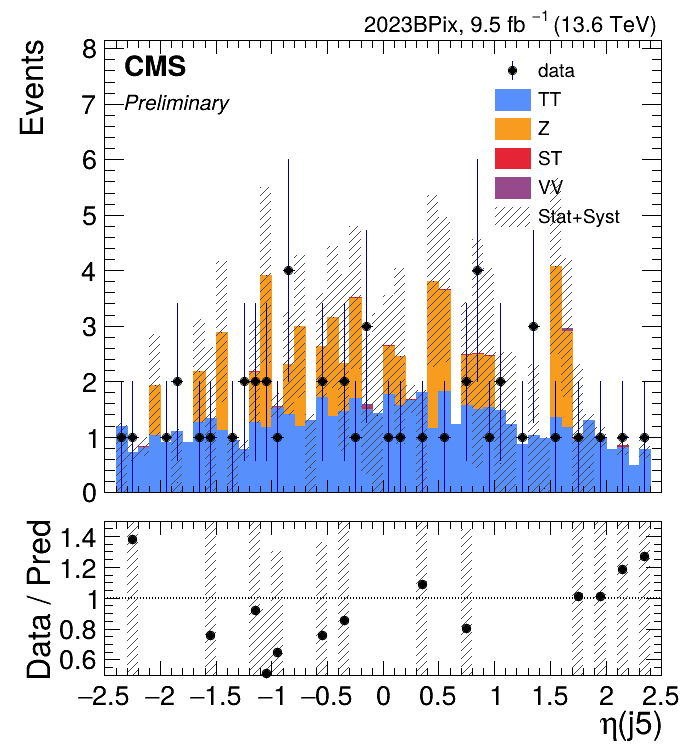 2023BPix, 9.5 fb⁻¹ (13.6 TeV)
CMS
Preliminary
Events
data
TT
Z
ST
VV
Stat+Syst
8
7
6
5
4
3
2
1
0
Data / Pred
1.4
1.2
1
0.8
0.6
−2.5 −2 −1.5 −1 −0.5 0 0.5 1 1.5 2 2.5
η(j5)